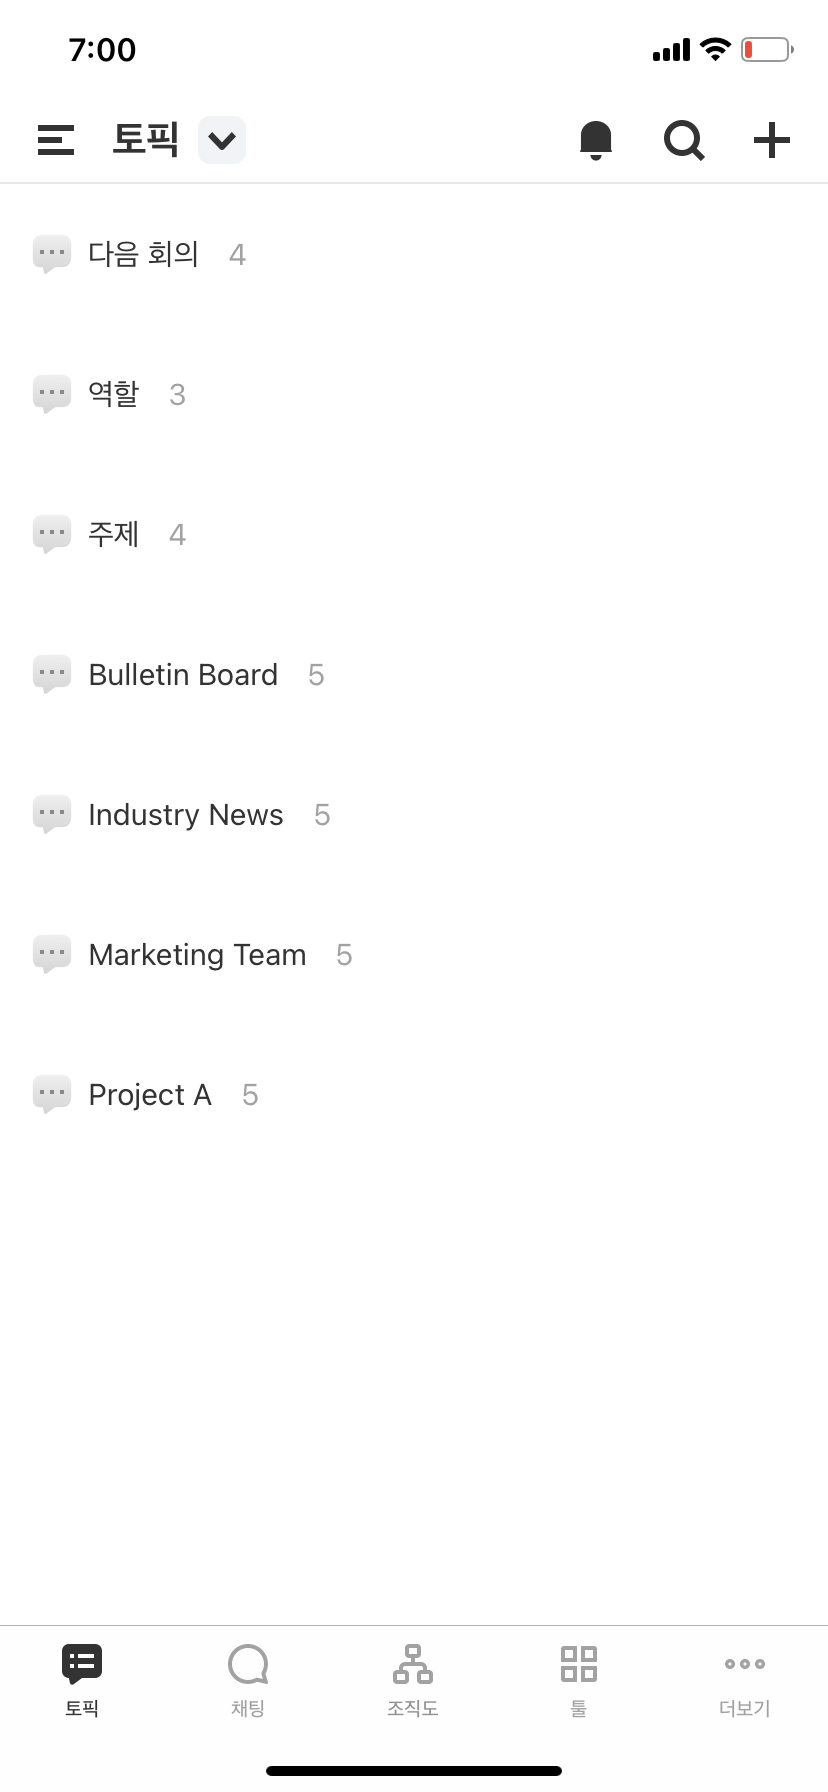 7:00
토픽
다음 회의 4
역할 3
주제 4
Bulletin Board 5
Industry News 5
Marketing Team 5
Project A 5
토픽 채팅 조직도 툴 더보기